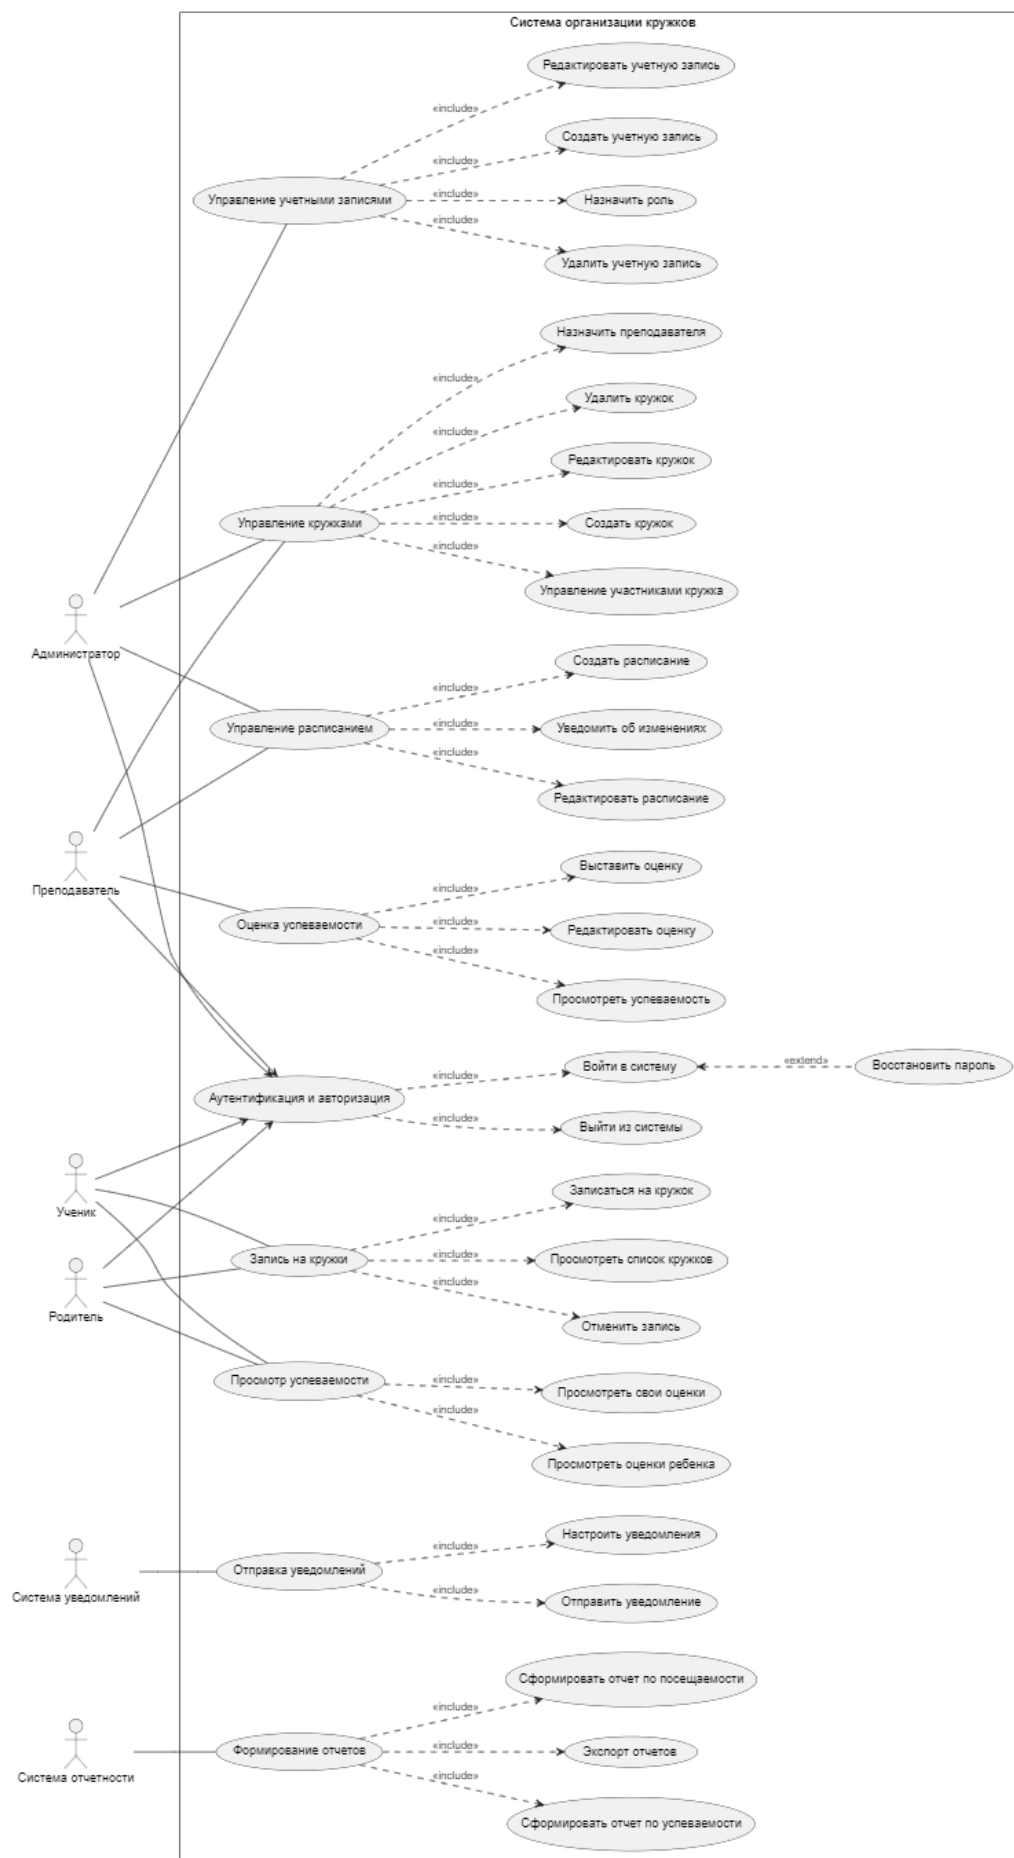 Система организации кружков
Редактировать учетную запись
«include»
Создать учетную запись
«include»
Управление учетными записями
«include»
Назначить роль
«include»
Удалить учетную запись
Назначить преподавателя
«include»
Удалить кружок
«include»
Редактировать кружок
«include»
Управление кружками
«include»
Создать кружок
«include»
Управление участниками кружка
Администратор
Создать расписание
«include»
Управление расписанием
«include»
Уведомить об изменениях
«include»
Редактировать расписание
Преподаватель
Выставить оценку
«include»
Оценка успеваемости
«include»
Редактировать оценку
«include»
Просмотреть успеваемость
Войти в систему
«extend»
Восстановить пароль
«include»
Аутентификация и авторизация
«include»
Выйти из системы
Ученик
Записаться на кружок
«include»
Запись на кружки
«include»
Просмотреть список кружков
«include»
Отменить запись
Родитель
Просмотр успеваемости
«include»
Просмотреть свои оценки
«include»
Просмотреть оценки ребенка
Настроить уведомления
«include»
Система уведомлений
Отправка уведомлений
«include»
Отправить уведомление
Сформировать отчет по посещаемости
«include»
Система отчетности
Формирование отчетов
«include»
Экспорт отчетов
«include»
Сформировать отчет по успеваемости